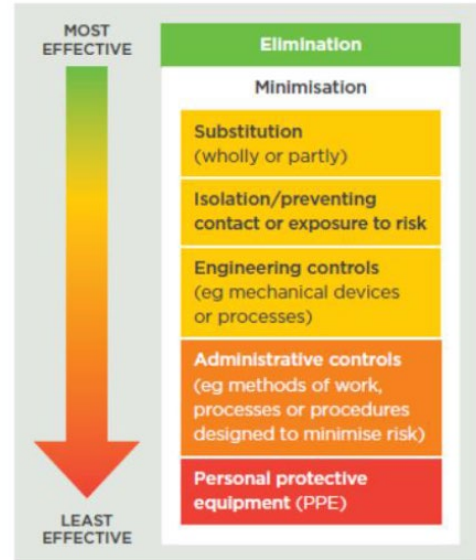 MOST
EFFECTIVE
Elimination
Minimisation
Substitution
(wholly or partly)
Isolation/preventing
contact or exposure to risk
Engineering controls
(eg mechanical devices
or processes)
Administrative controls
(eg methods of work,
processes or procedures
designed to minimise risk)
Personal protective
equipment (PPE)
LEAST
EFFECTIVE